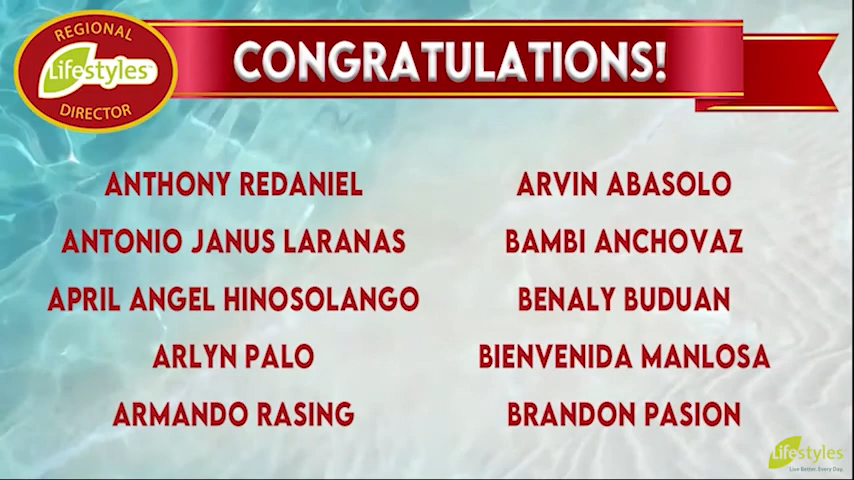 REGIONAL
Lifestyles
DIRECTOR
CONGRATULATIONS!
ANTHONY REDANIEL
ANTONIO JANUS LARANAS
APRIL ANGEL HINOSOLANGO
ARLYN PALO
ARMANDO RASING
ARVIN ABASOLO
BAMBI ANCHOVAZ
BENALY BUDUAN
BIENVENIDA MANLOSA
BRANDON PASION
Lifestyles
Live Better. Every Day.